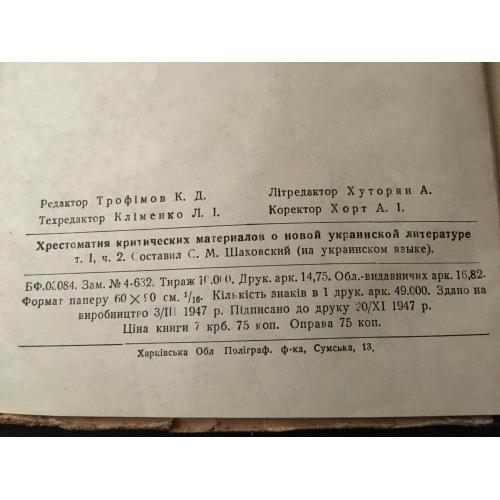 Редактор Трофімов К. Д.
Літредактор Хуторян А.
Техредактор Кліменко Л. І.
Коректор Хорт А. І.
Хрестоматия критических материалов о новой украинской литературе
т. I, ч. 2. Составил С. М. Шаховский (на украинском языке).
БФ.03084. Зам. № 4-632. Тираж 10.000. Друк. арк. 14,75. Обл.-видавничих арк. 16,82.
Формат паперу 60 × 90 см. 1/16. Кількість знаків в 1 друк. арк. 49.000. Здано на
виробництво 3/III 1947 р. Підписано до друку 20/XI 1947 р.
Ціна книги 7 крб. 75 коп. Оправа 75 коп.
Харківська Обл Поліграф. ф-ка, Сумська, 13.